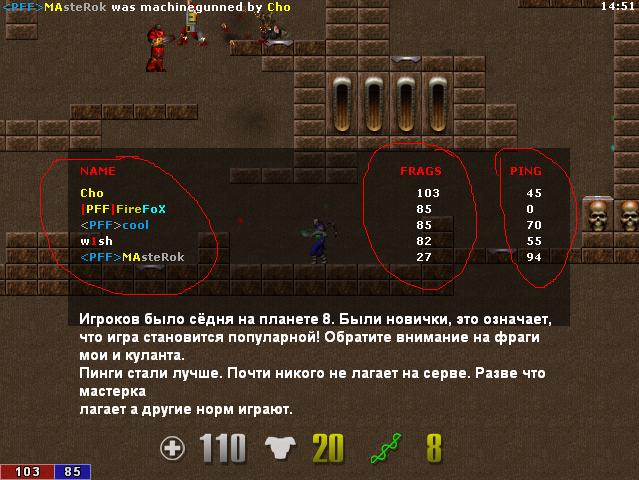 <PFF>MAsteRok was machinegunned by Cho
14:51
NAME FRAGS PING
Cho 103 45
|PFF|FireFoX 85 0
<PFF>cool 85 70
w1sh 82 55
<PFF>MAsteRok 27 94
Игроков было сёдня на планете 8. Были новички, это означает,
что игра становится популарной! Обратите внимание на фраги
мои и куланта.
Пинги стали лучше. Почти никого не лагает на серве. Разве что
мастерка
лагает а другие норм играют.
110 20 8
103 85